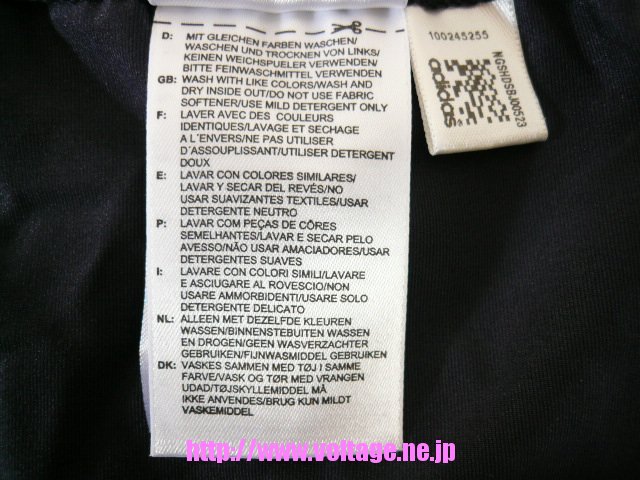 D: MIT GLEICHEN FARBEN WASCHEN/
WASCHEN UND TROCKNEN VON LINKS/
KEINEN WEICHSPUELER VERWENDEN/
BITTE FEINWASCHMITTEL VERWENDEN
GB: WASH WITH LIKE COLORS/WASH AND
DRY INSIDE OUT/DO NOT USE FABRIC
SOFTENER/USE MILD DETERGENT ONLY
F: LAVER AVEC DES COULEURS
IDENTIQUES/LAVAGE ET SECHAGE
A L´ENVERS/NE PAS UTILISER
D´ASSOUPLISSANT/UTILISER DETERGENT
DOUX
E: LAVAR CON COLORES SIMILARES/
LAVAR Y SECAR DEL REVÉS/NO
USAR SUAVIZANTES TEXTILES/USAR
DETERGENTE NEUTRO
P: LAVAR COM PEÇAS DE CÔRES
SEMELHANTES/LAVAR E SECAR PELO
AVESSO/NÃO USAR AMACIADORES/USAR
DETERGENTES SUAVES
I: LAVARE CON COLORI SIMILI/LAVARE
E ASCIUGARE AL ROVESCIO/NON
USARE AMMORBIDENTI/USARE SOLO
DETERGENTE DELICATO
NL: ALLEEN MET DEZELFDE KLEUREN
WASSEN/BINNENSTEBUITEN WASSEN
EN DROGEN/GEEN WASVERZACHTER
GEBRUIKEN/FIJNWASMIDDEL GEBRUIKEN
DK: VASKES SAMMEN MED TØJ I SAMME
FARVE/VASK OG TØR MED VRANGEN
UDAD/TØJSKYLLEMIDDEL MÅ
IKKE ANVENDES/BRUG KUN MILDT
VASKEMIDDEL
100245255
NGSHDSBJ00523
adidas
http://www.voltage.ne.jp